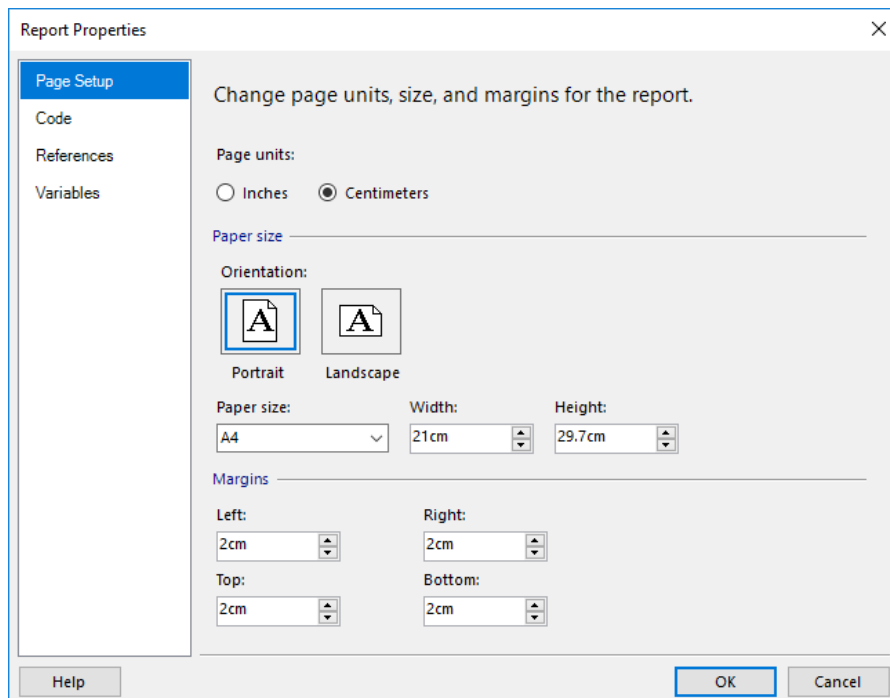 Report Properties
Page Setup
Code
References
Variables
Change page units, size, and margins for the report.
Page units:
Inches Centimeters
Paper size
Orientation:
A A
Portrait Landscape
Paper size: Width: Height:
A4 21cm 29.7cm
Margins
Left: Right:
2cm 2cm
Top: Bottom:
2cm 2cm
Help OK Cancel